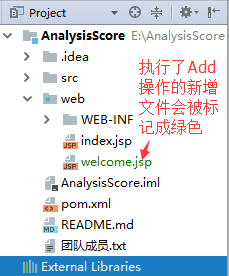 Project
AnalysisScore E:\AnalysisScore
.idea
src
web
WEB-INF
index.jsp
welcome.jsp
AnalysisScore.iml
pom.xml
README.md
团队成员.txt
External Libraries
执行了Add
操作的新增
文件会被标
记成绿色